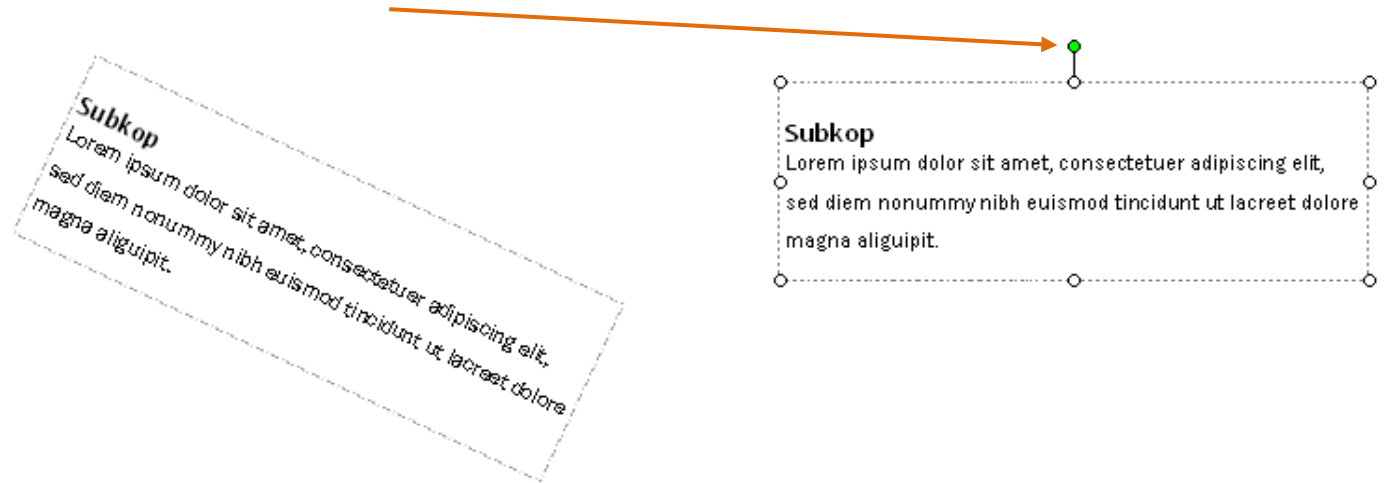 Subkop
Lorem ipsum dolor sit amet, consectetuer adipiscing elit,
sed diem nonummy nibh euismod tincidunt ut lacreet dolore
magna aliguipit.
Subkop
Lorem ipsum dolor sit amet, consectetuer adipiscing elit,
sed diem nonummy nibh euismod tincidunt ut lacreet dolore
magna aliguipit.